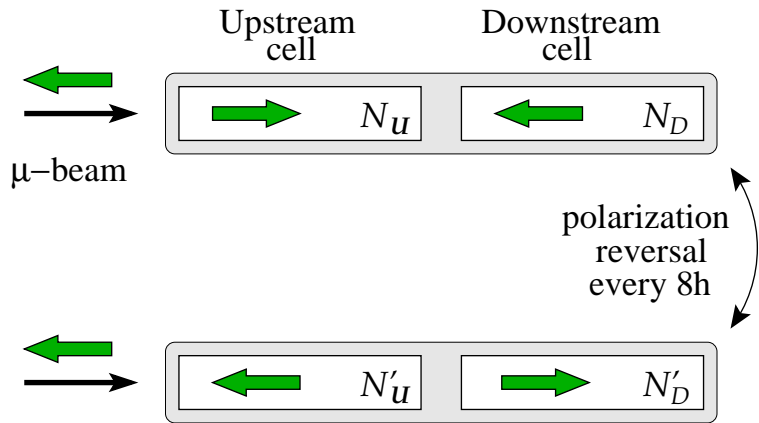 Upstream
cell
Downstream
cell
N_u
N_D
μ−beam
polarization
reversal
every 8h
N'_u
N'_D